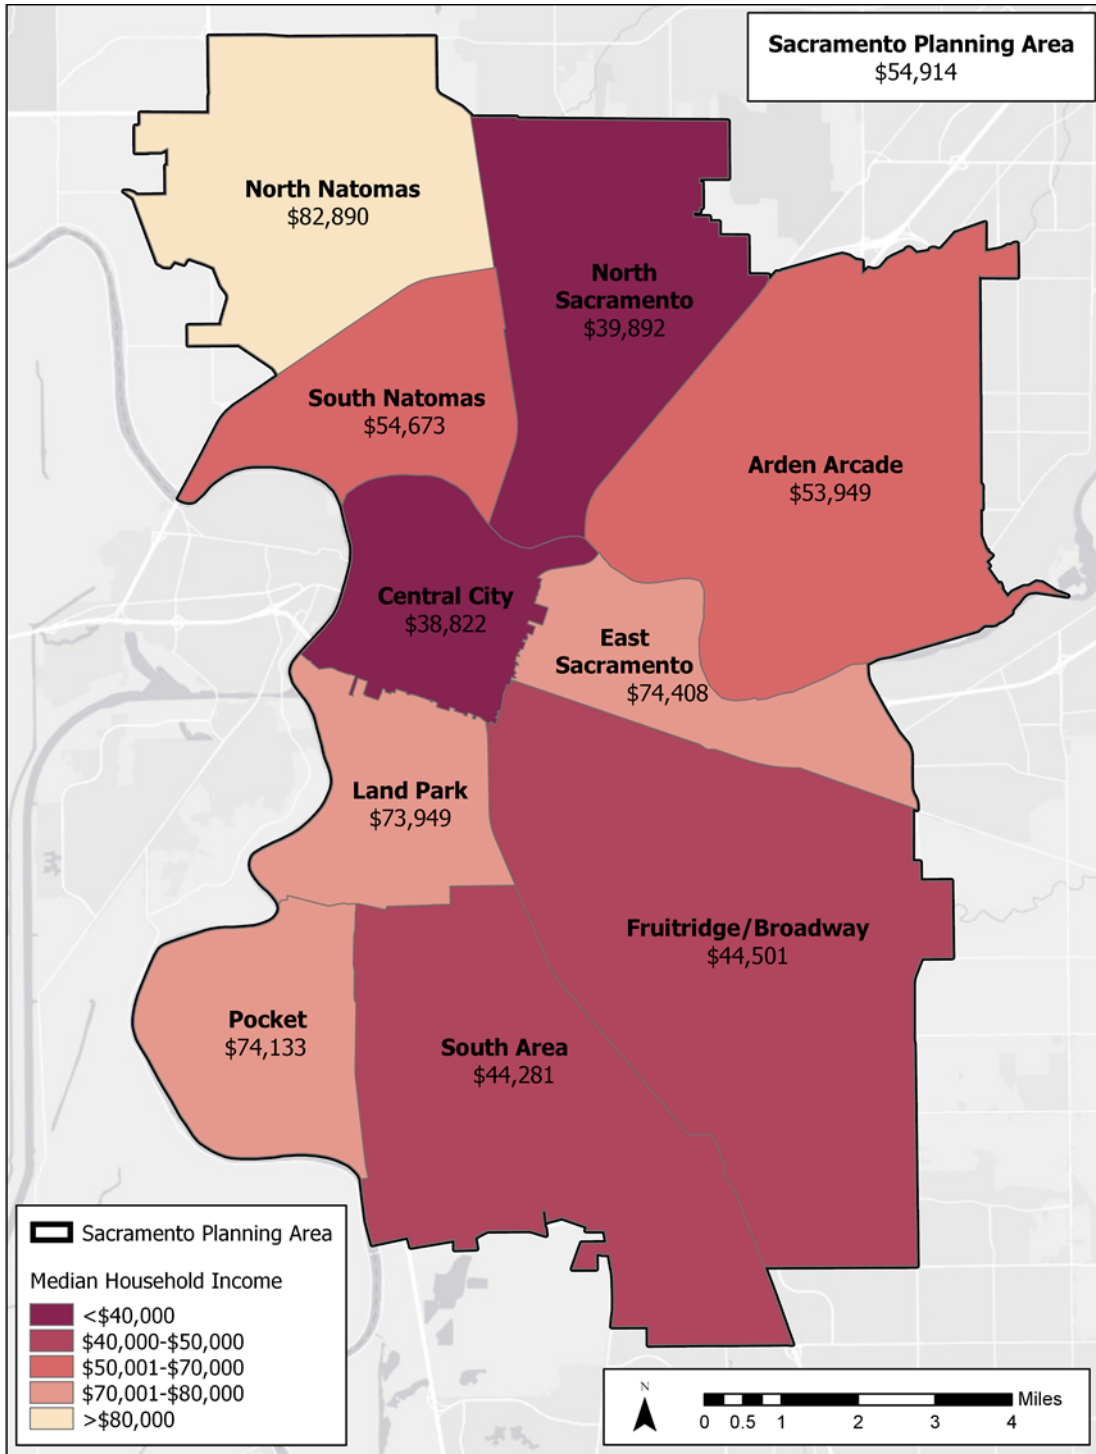 Sacramento Planning Area
$54,914
North Natomas
$82,890
North
Sacramento
$39,892
South Natomas
$54,673
Arden Arcade
$53,949
Central City
$38,822
East
Sacramento
$74,408
Land Park
$73,949
Fruitridge/Broadway
$44,501
Pocket
$74,133
South Area
$44,281
Sacramento Planning Area
Median Household Income
<$40,000
$40,000-$50,000
$50,001-$70,000
$70,001-$80,000
>$80,000
N
Miles
0 0.5 1 2 3 4